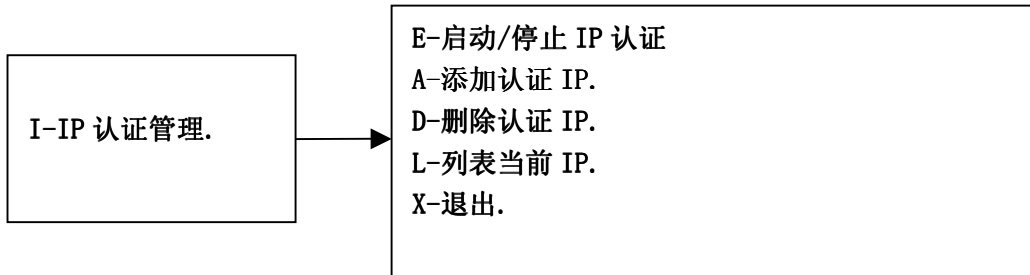 I-IP 认证管理.
E-启动/停止 IP 认证
A-添加认证 IP.
D-删除认证 IP.
L-列表当前 IP.
X-退出.